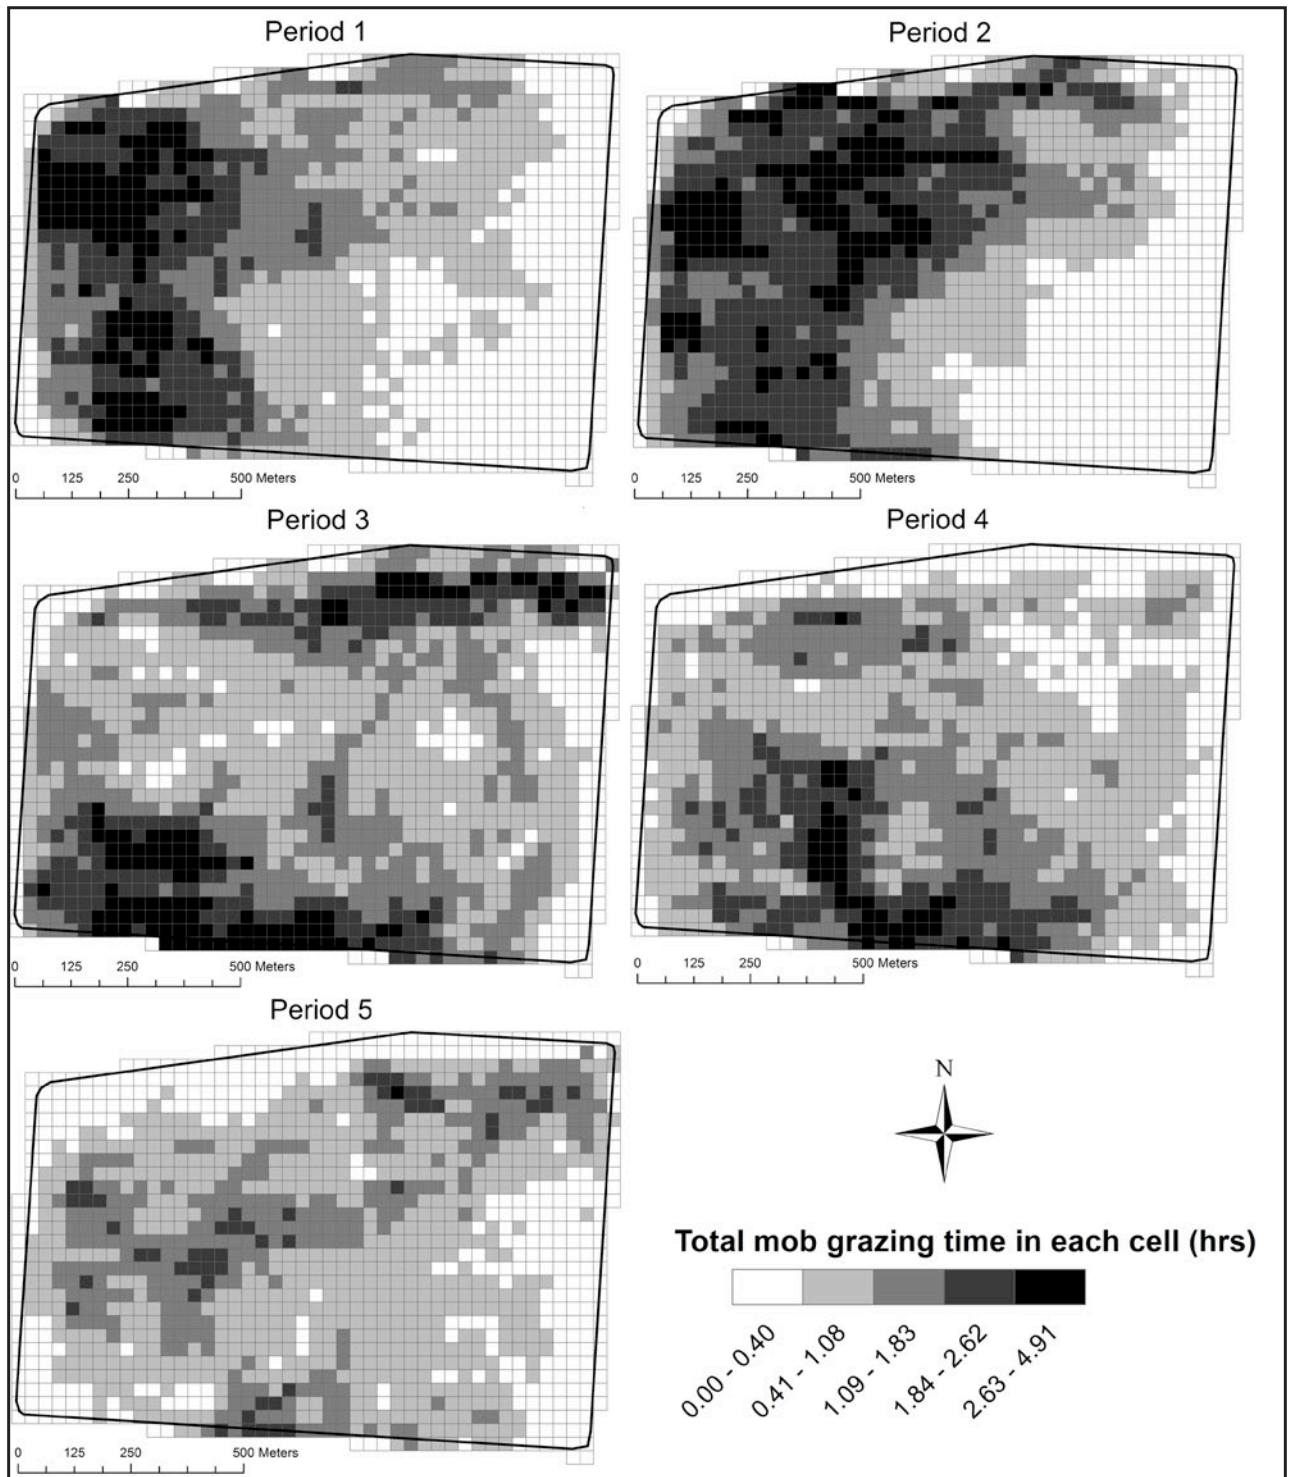 Period 1
Period 2
0 125 250 500 Meters
0 125 250 500 Meters
Period 3
Period 4
0 125 250 500 Meters
0 125 250 500 Meters
Period 5
N
Total mob grazing time in each cell (hrs)
0.00 - 0.40
0.41 - 1.08
1.09 - 1.83
1.84 - 2.62
2.63 - 4.91
0 125 250 500 Meters